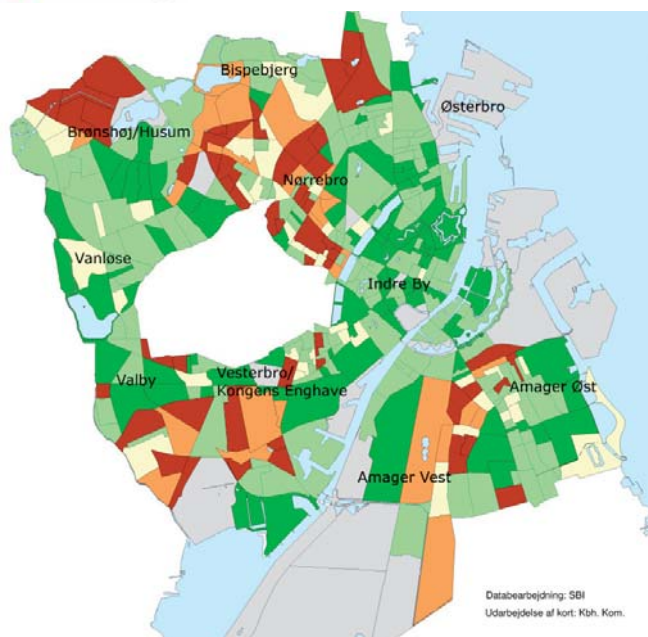 Bispebjerg
Østerbro
Brønshøj/Husum
Nørrebro
Vanløse
Indre By
Valby
Vesterbro/
Kongens Enghave
Amager Øst
Amager Vest
Databearbejdning: SBI
Udarbejdelse af kort: Kbh. Kom.